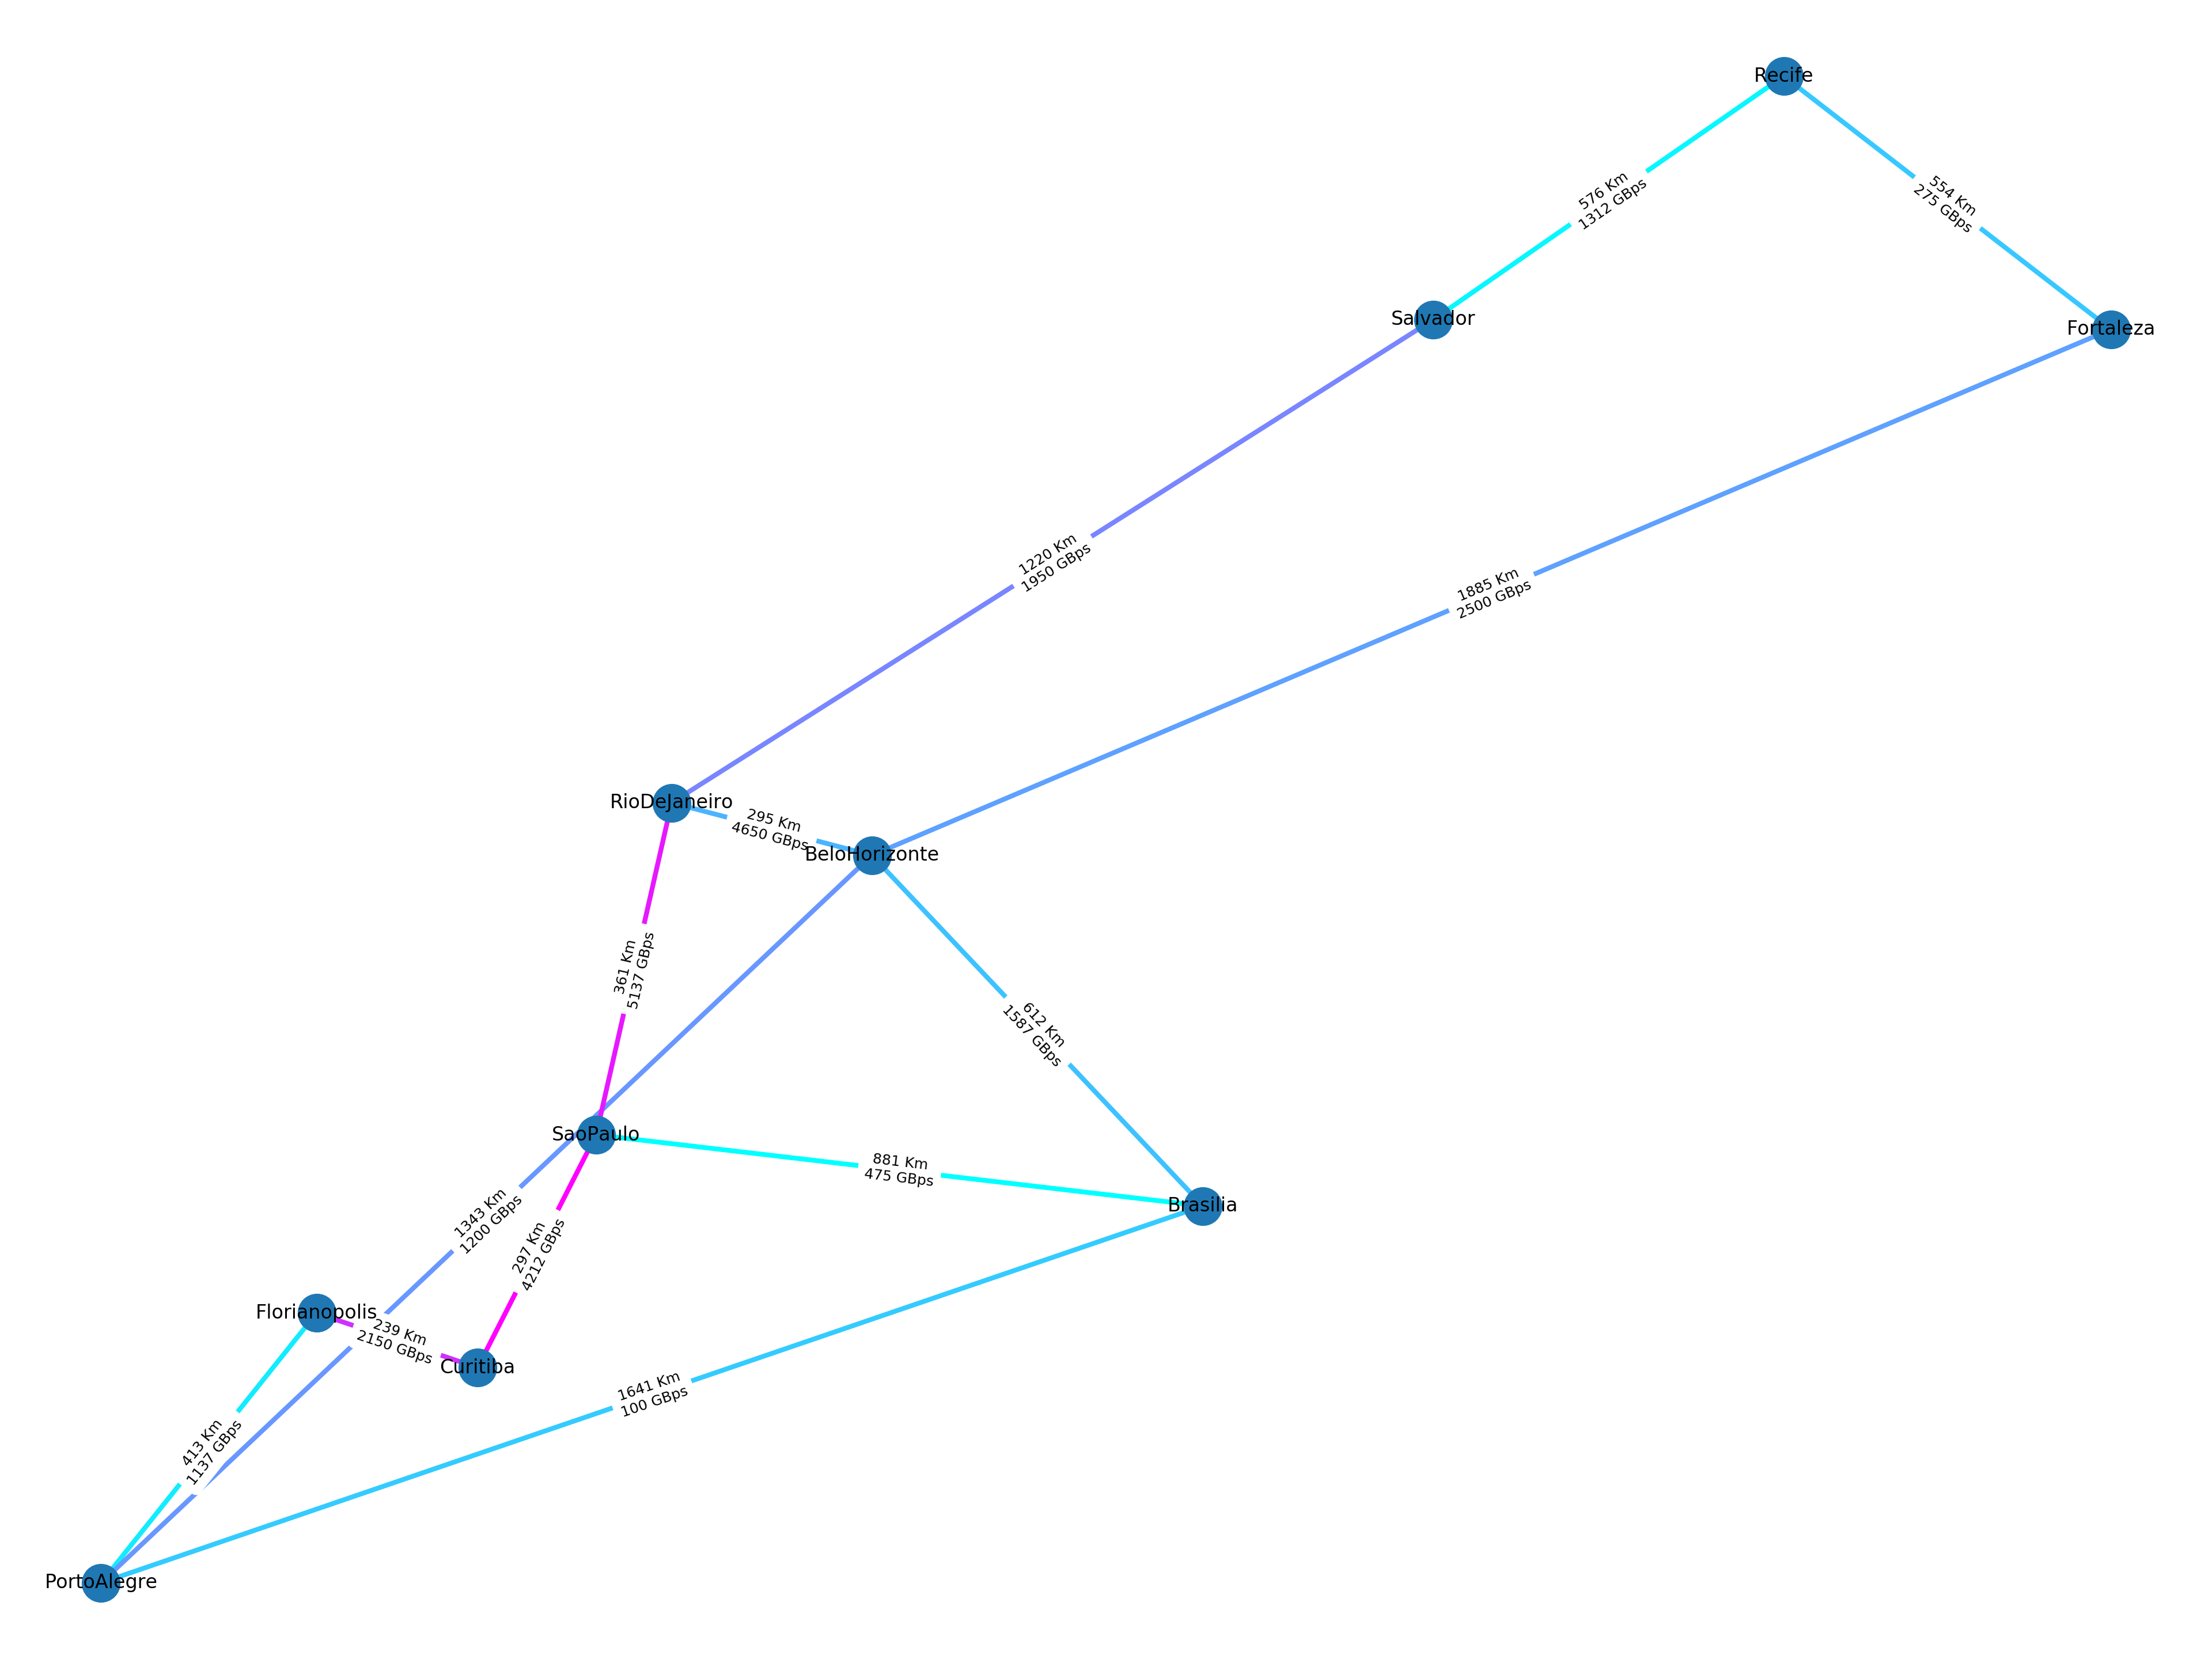 Recife
576 Km
1312 GBps
554 Km
275 GBps
Salvador
Fortaleza
1220 Km
1950 GBps
1885 Km
2500 GBps
RioDeJaneiro
295 Km
4650 GBps
BeloHorizonte
361 Km
5137 GBps
612 Km
1587 GBps
SaoPaulo
881 Km
475 GBps
Brasilia
1343 Km
1200 GBps
297 Km
4212 GBps
Florianopolis
239 Km
2150 GBps
Curitiba
1641 Km
100 GBps
413 Km
1137 GBps
PortoAlegre